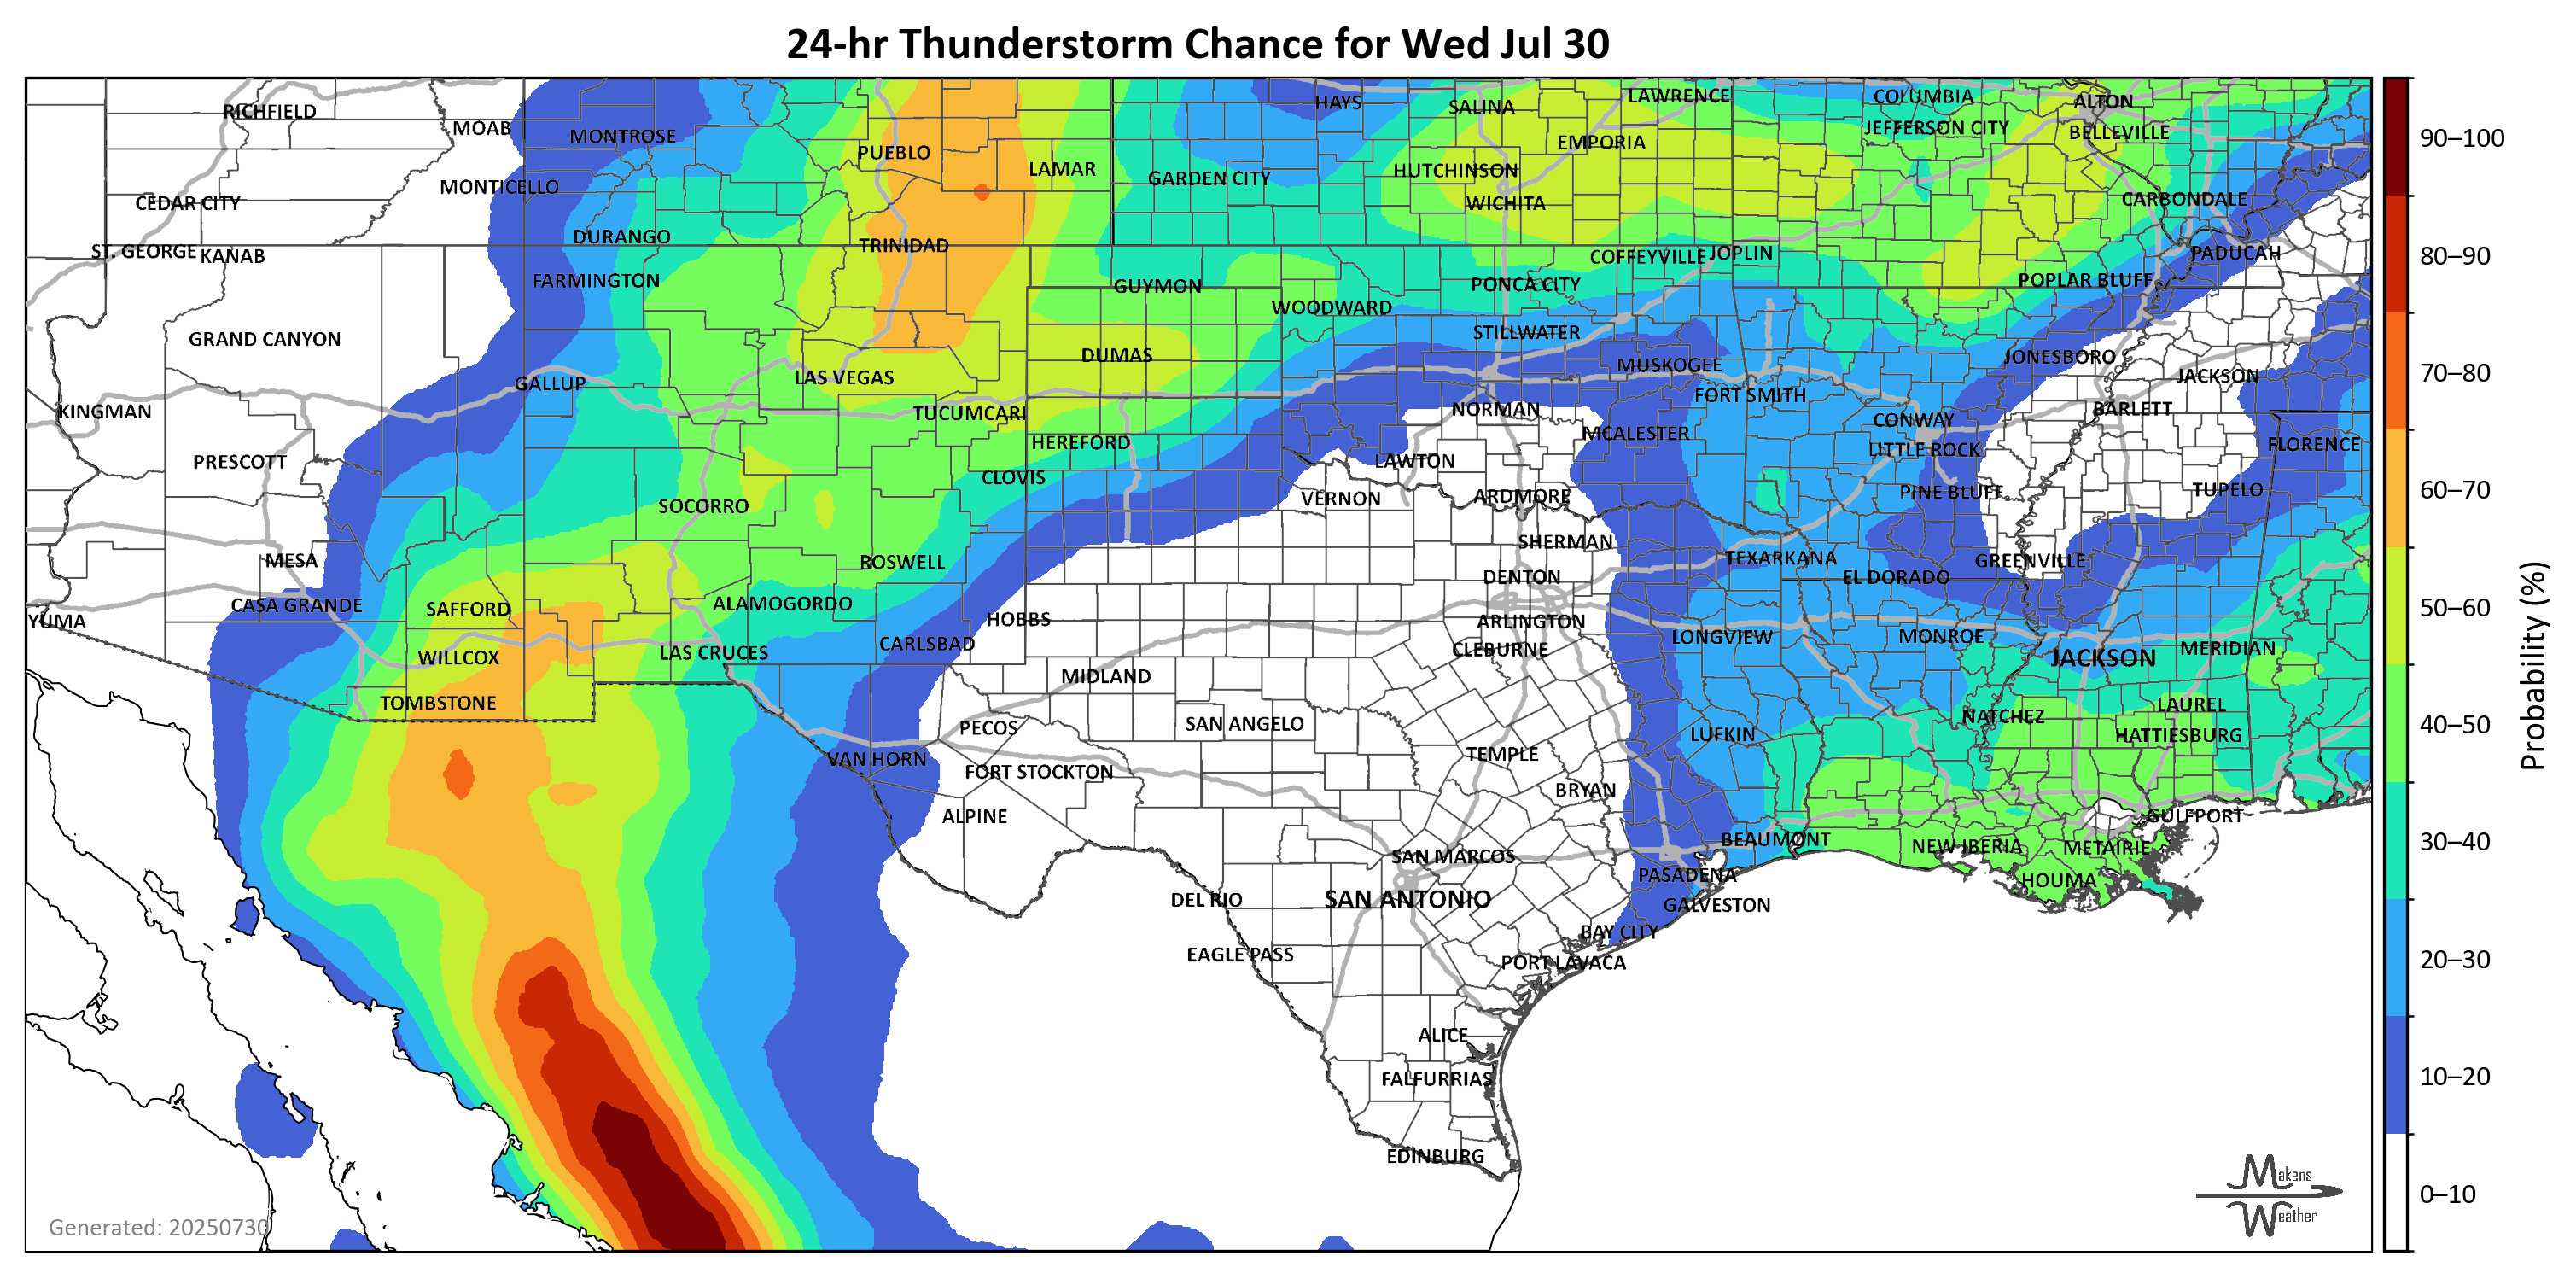 24-hr Thunderstorm Chance for Wed Jul 30
RICHFIELD
MOAB
MONTROSE
PUEBLO
LAMAR
HAYS
SALINA
LAWRENCE
COLUMBIA
ALTON
JEFFERSON CITY
BELLEVILLE
EMPORIA
HUTCHINSON
GARDEN CITY
MONTICELLO
CEDAR CITY
WICHITA
CARBONDALE
ST. GEORGE
KANAB
DURANGO
TRINIDAD
COFFEYVILLE
JOPLIN
PADUCAH
FARMINGTON
GUYMON
WOODWARD
PONCA CITY
POPLAR BLUFF
GRAND CANYON
STILLWATER
DUMAS
MUSKOGEE
JONESBORO
JACKSON
GALLUP
LAS VEGAS
FORT SMITH
KINGMAN
TUCUMCARI
NORMAN
BARLETT
CONWAY
HEREFORD
MCALESTER
LITTLE ROCK
FLORENCE
PRESCOTT
CLOVIS
LAWTON
VERNON
ARDMORE
PINE BLUFF
TUPELO
SOCORRO
SHERMAN
MESA
ROSWELL
TEXARKANA
GREENVILLE
DENTON
EL DORADO
CASA GRANDE
SAFFORD
ALAMOGORDO
HOBBS
ARLINGTON
YUMA
CARLSBAD
CLEBURNE
LONGVIEW
MONROE
WILLCOX
LAS CRUCES
JACKSON
MERIDIAN
MIDLAND
TOMBSTONE
PECOS
SAN ANGELO
NATCHEZ
LAUREL
LUFKIN
HATTIESBURG
VAN HORN
FORT STOCKTON
TEMPLE
BRYAN
ALPINE
GULFPORT
BEAUMONT
NEW IBERIA
METAIRIE
SAN MARCOS
PASADENA
HOUMA
DEL RIO
SAN ANTONIO
GALVESTON
BAY CITY
EAGLE PASS
PORT LAVACA
ALICE
FALFURRIAS
EDINBURG
Generated: 20250730
Makens
Weather
90–100
80–90
70–80
60–70
50–60
40–50
30–40
20–30
10–20
0–10
Probability (%)